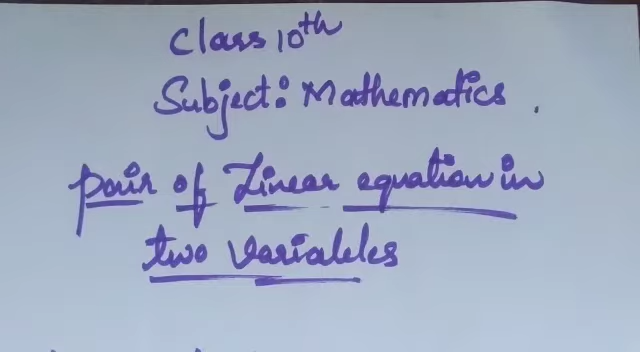 Class 10th
Subject: Mathematics.
pair of Linear equation in
two variables